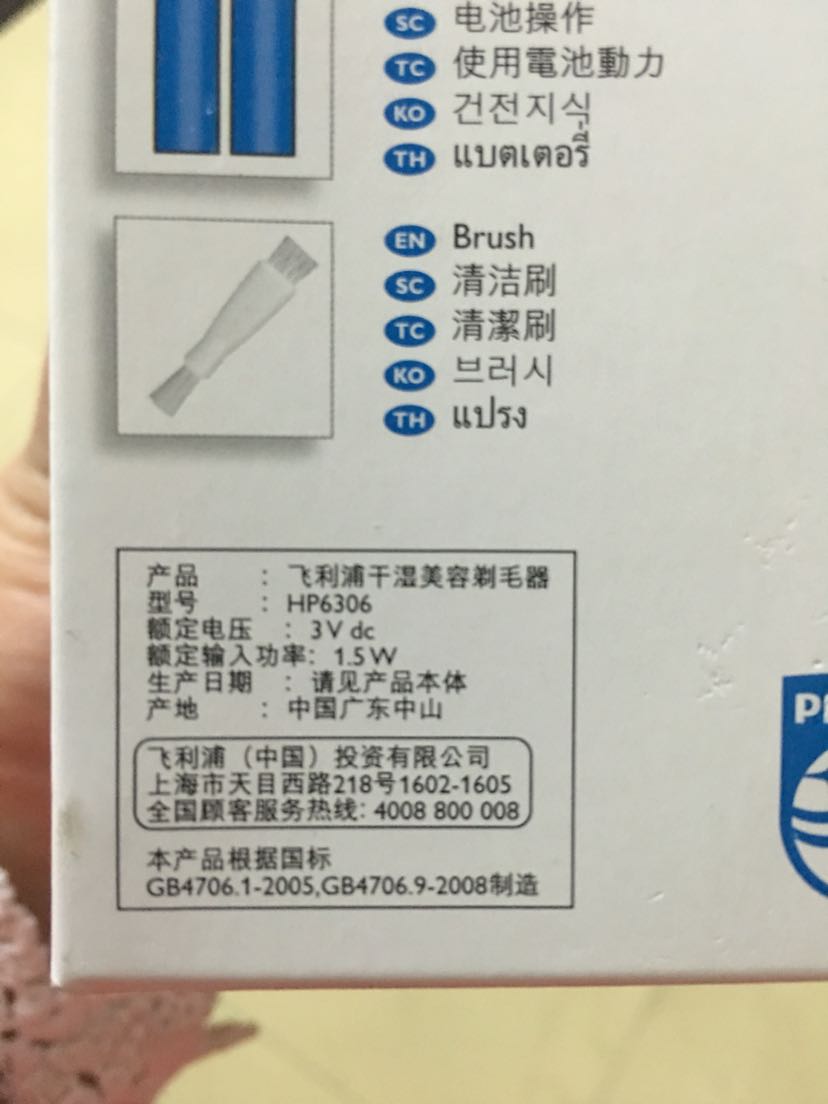 SC 电池操作
TC 使用電池動力
KO 건전지식
TH แบตเตอรี่
EN Brush
SC 清洁刷
TC 清潔刷
KO 브러시
TH แปรง
产品 : 飞利浦干湿美容剃毛器
型号 : HP6306
额定电压 : 3V dc
额定输入功率: 1.5W
生产日期 : 请见产品本体
产地 : 中国广东中山
飞利浦（中国）投资有限公司
上海市天目西路218号1602-1605
全国顾客服务热线: 4008 800 008
本产品根据国标
GB4706.1-2005,GB4706.9-2008制造